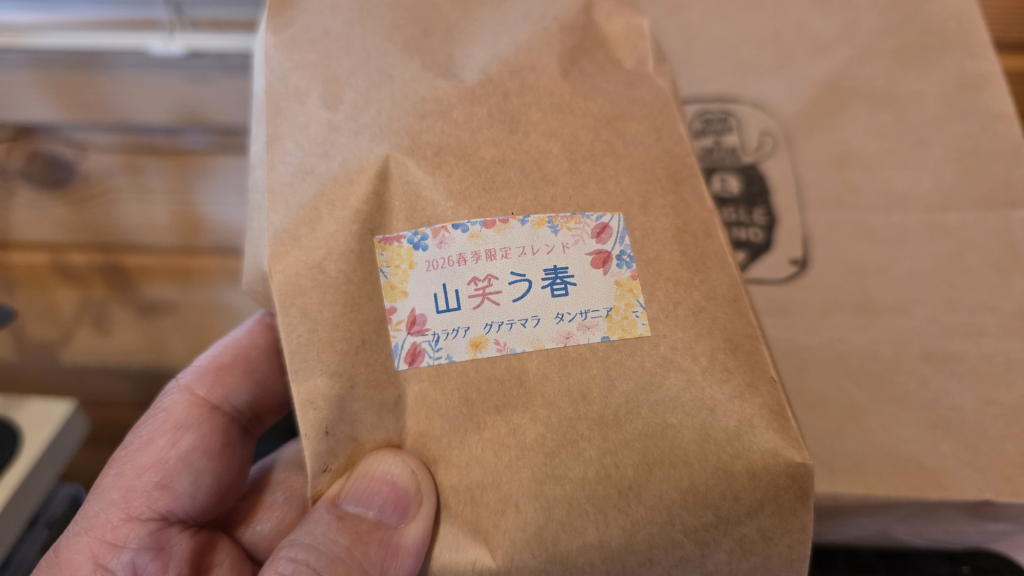 2026春季限定ブレンド
山笑う春
ニカラグア グアテマラ タンザニア